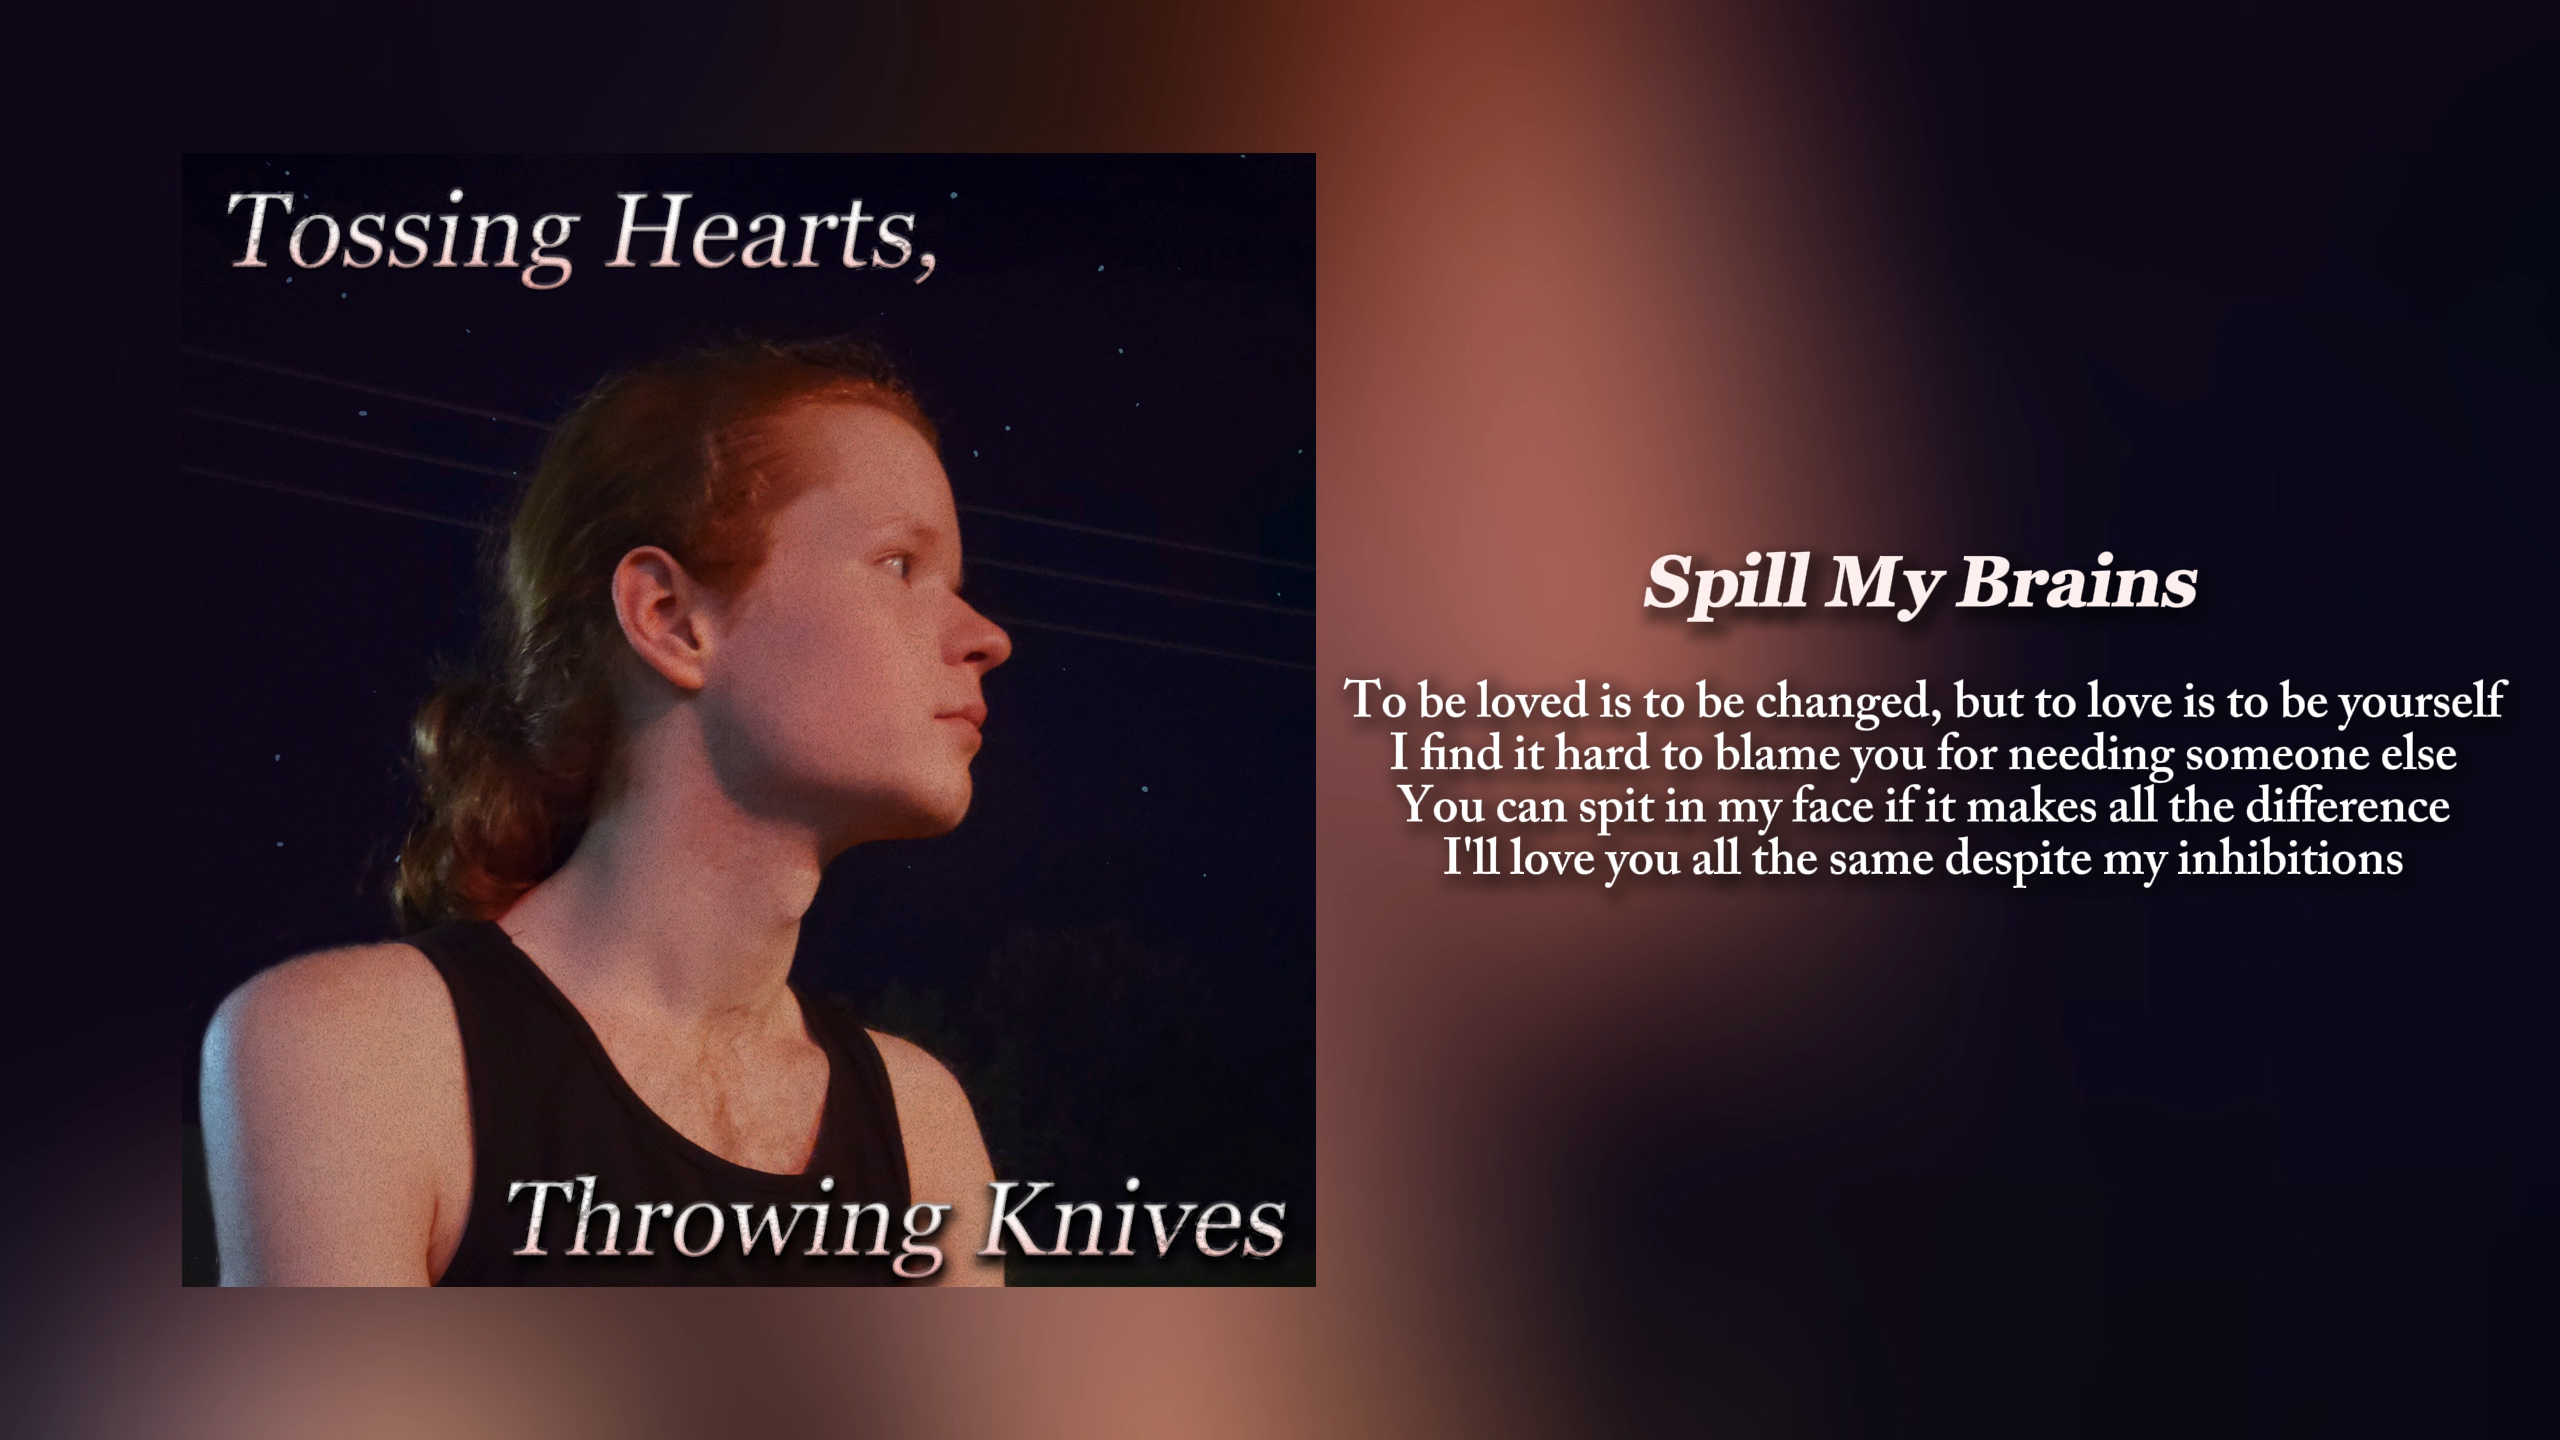 Tossing Hearts,
Throwing Knives
Spill My Brains
To be loved is to be changed, but to love is to be yourself
I find it hard to blame you for needing someone else
You can spit in my face if it makes all the difference
I'll love you all the same despite my inhibitions